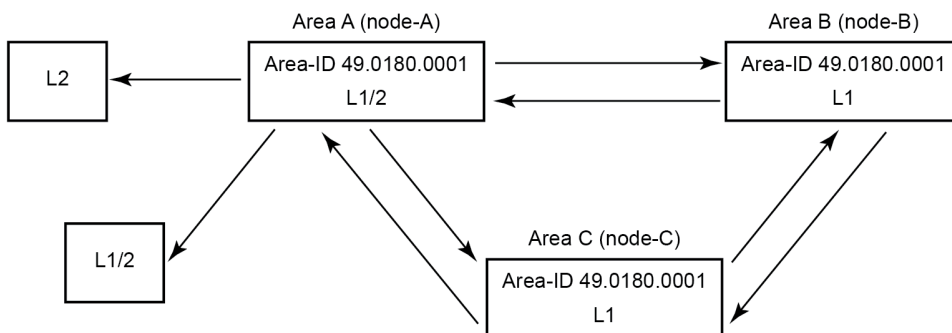 Area A (node-A)
Area B (node-B)
L2
Area-ID 49.0180.0001
L1/2
Area-ID 49.0180.0001
L1
L1/2
Area C (node-C)
Area-ID 49.0180.0001
L1